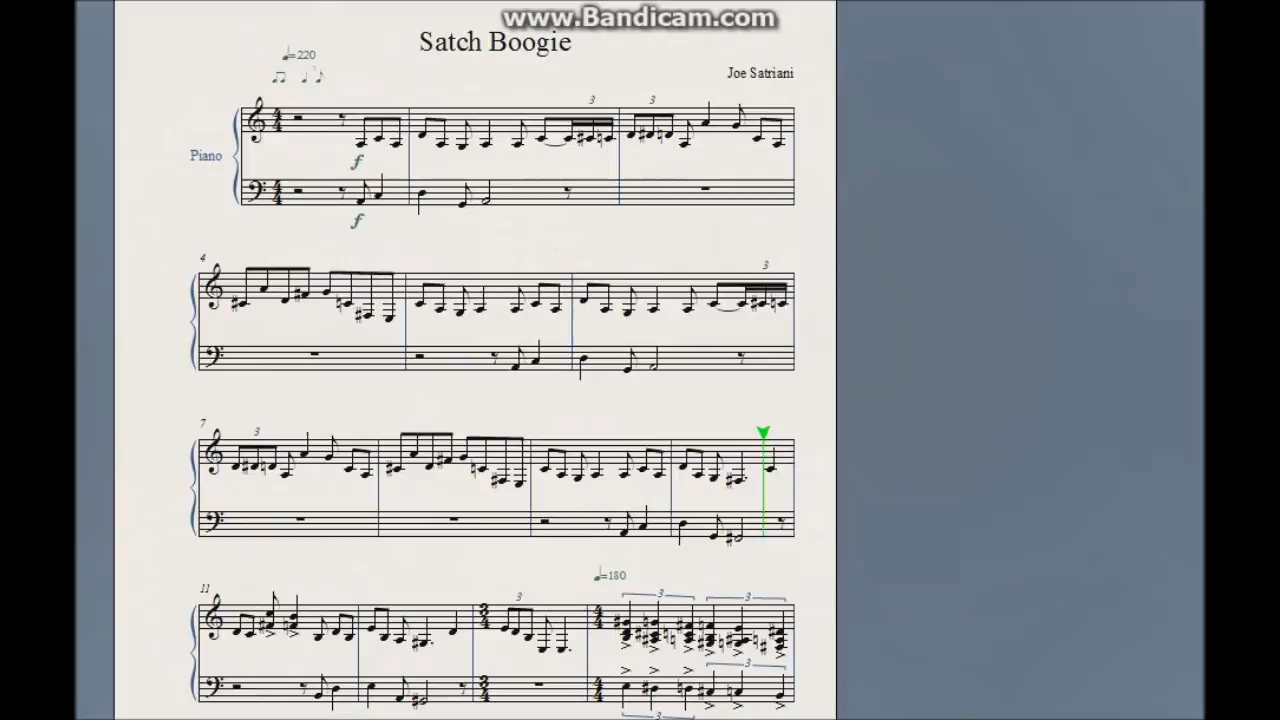 www.Bandicam.com
Satch Boogie
=220
Joe Satriani
3 3
Piano
f
f
4
3
7
3
11
=180
3
3 3
3
3